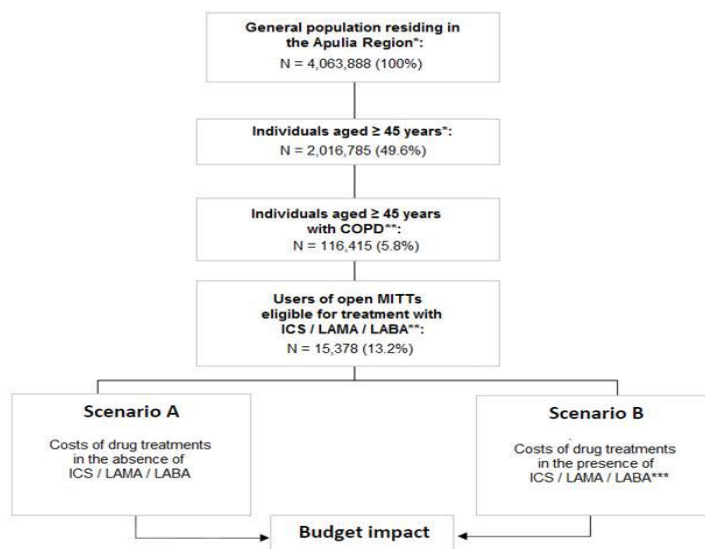 General population residing in
the Apulia Region*:
N = 4,063,888 (100%)
Individuals aged ≥ 45 years*:
N = 2,016,785 (49.6%)
Individuals aged ≥ 45 years
with COPD**:
N = 116,415 (5.8%)
Users of open MITTs
eligible for treatment with
ICS / LAMA / LABA**:
N = 15,378 (13.2%)
Scenario A
Costs of drug treatments
in the absence of
ICS / LAMA / LABA
Scenario B
Costs of drug treatments
in the presence of
ICS / LAMA / LABA***
Budget impact